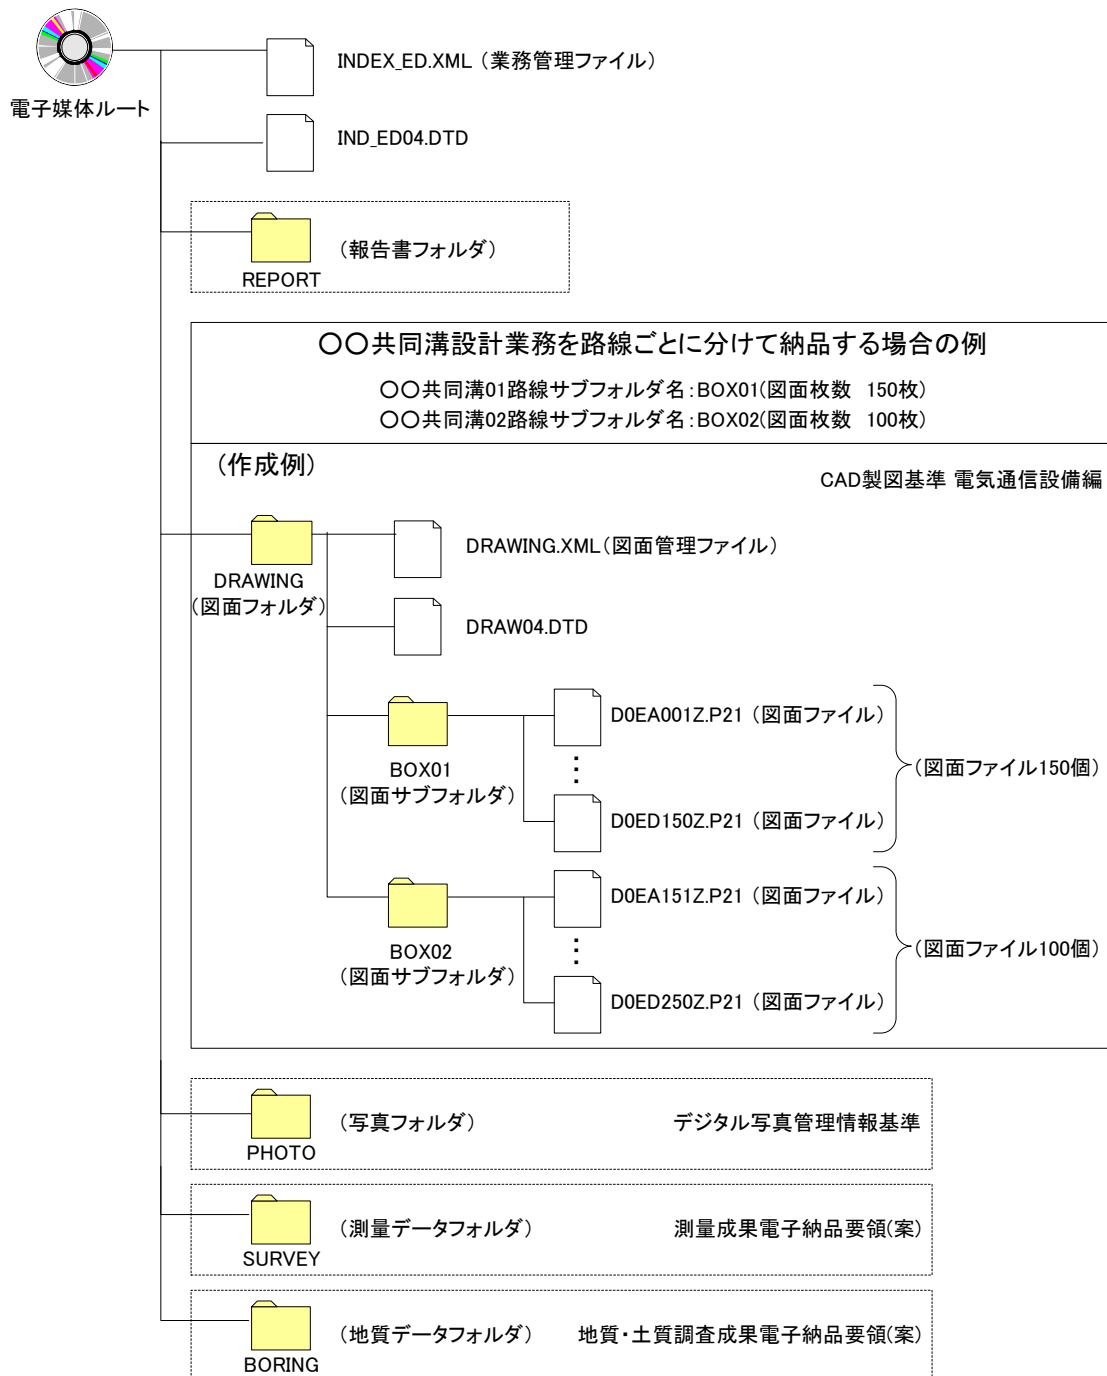 INDEX_ED.XML（業務管理ファイル）
電子媒体ルート
IND_ED04.DTD
（報告書フォルダ）
REPORT
〇〇共同溝設計業務を路線ごとに分けて納品する場合の例
〇〇共同溝01路線サブフォルダ名：BOX01(図面枚数　150枚)
〇〇共同溝02路線サブフォルダ名：BOX02(図面枚数　100枚)
（作成例）
CAD製図基準 電気通信設備編
DRAWING.XML（図面管理ファイル）
DRAWING
（図面フォルダ）
DRAW04.DTD
D0EA001Z.P21（図面ファイル）
BOX01
（図面サブフォルダ）
（図面ファイル150個）
D0ED150Z.P21（図面ファイル）
D0EA151Z.P21（図面ファイル）
BOX02
（図面サブフォルダ）
（図面ファイル100個）
D0ED250Z.P21（図面ファイル）
（写真フォルダ）　デジタル写真管理情報基準
PHOTO
（測量データフォルダ）　測量成果電子納品要領(案)
SURVEY
（地質データフォルダ）　地質・土質調査成果電子納品要領(案)
BORING